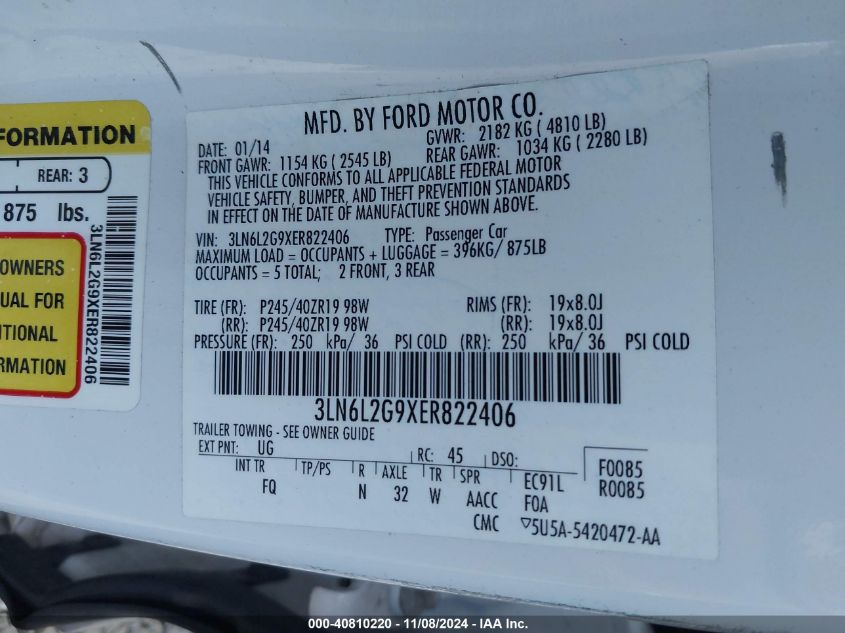 FORMATION
REAR: 3
875 lbs.
OWNERS
UAL FOR
ITIONAL
RMATION
3LN6L2G9XER822406
MFD. BY FORD MOTOR CO.
DATE: 01/14 GVWR: 2182 KG ( 4810 LB)
FRONT GAWR: 1154 KG ( 2545 LB) REAR GAWR: 1034 KG ( 2280 LB)
THIS VEHICLE CONFORMS TO ALL APPLICABLE FEDERAL MOTOR
VEHICLE SAFETY, BUMPER, AND THEFT PREVENTION STANDARDS
IN EFFECT ON THE DATE OF MANUFACTURE SHOWN ABOVE.
VIN: 3LN6L2G9XER822406 TYPE: Passenger Car
MAXIMUM LOAD = OCCUPANTS + LUGGAGE = 396KG/ 875LB
OCCUPANTS = 5 TOTAL; 2 FRONT, 3 REAR
TIRE (FR): P245/40ZR19 98W RIMS (FR): 19x8.0J
(RR): P245/40ZR19 98W (RR): 19x8.0J
PRESSURE (FR): 250 kPa/ 36 PSI COLD (RR): 250 kPa/ 36 PSI COLD
3LN6L2G9XER822406
TRAILER TOWING - SEE OWNER GUIDE
EXT PNT: UG RC: 45 DSO: F0085
INT TR TP/PS R AXLE TR SPR EC91L R0085
FQ N 32 W AACC FOA
CMC ▽5U5A-5420472-AA
000-40810220 - 11/08/2024 - IAA Inc.